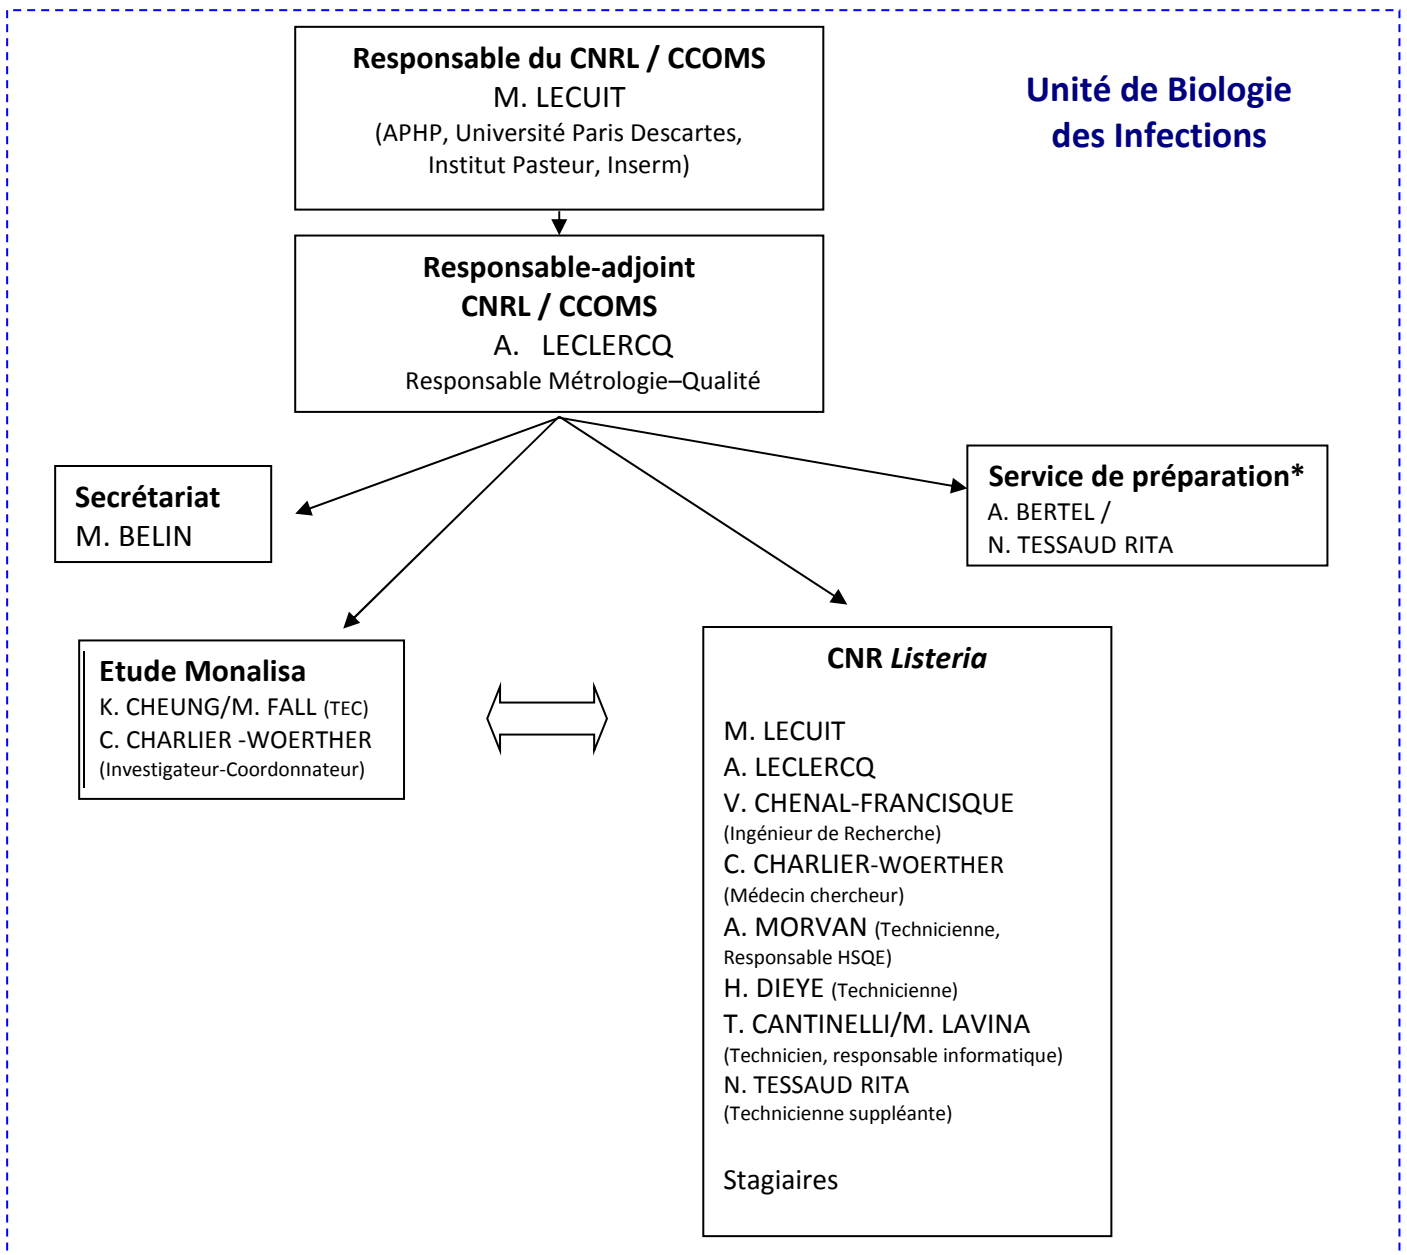 Responsable du CNRL / CCOMS
M. LECUIT
(APHP, Université Paris Descartes,
Institut Pasteur, Inserm)
Unité de Biologie
des Infections
Responsable-adjoint
CNRL / CCOMS
A. LECLERCQ
Responsable Métrologie–Qualité
Secrétariat
M. BELIN
Service de préparation*
A. BERTEL /
N. TESSAUD RITA
Etude Monalisa
K. CHEUNG/M. FALL (TEC)
C. CHARLIER -WOERTHER
(Investigateur-Coordonnateur)
CNR Listeria
M. LECUIT
A. LECLERCQ
V. CHENAL-FRANCISQUE
(Ingénieur de Recherche)
C. CHARLIER-WOERTHER
(Médecin chercheur)
A. MORVAN (Technicienne,
Responsable HSQE)
H. DIEYE (Technicienne)
T. CANTINELLI/M. LAVINA
(Technicien, responsable informatique)
N. TESSAUD RITA
(Technicienne suppléante)
Stagiaires